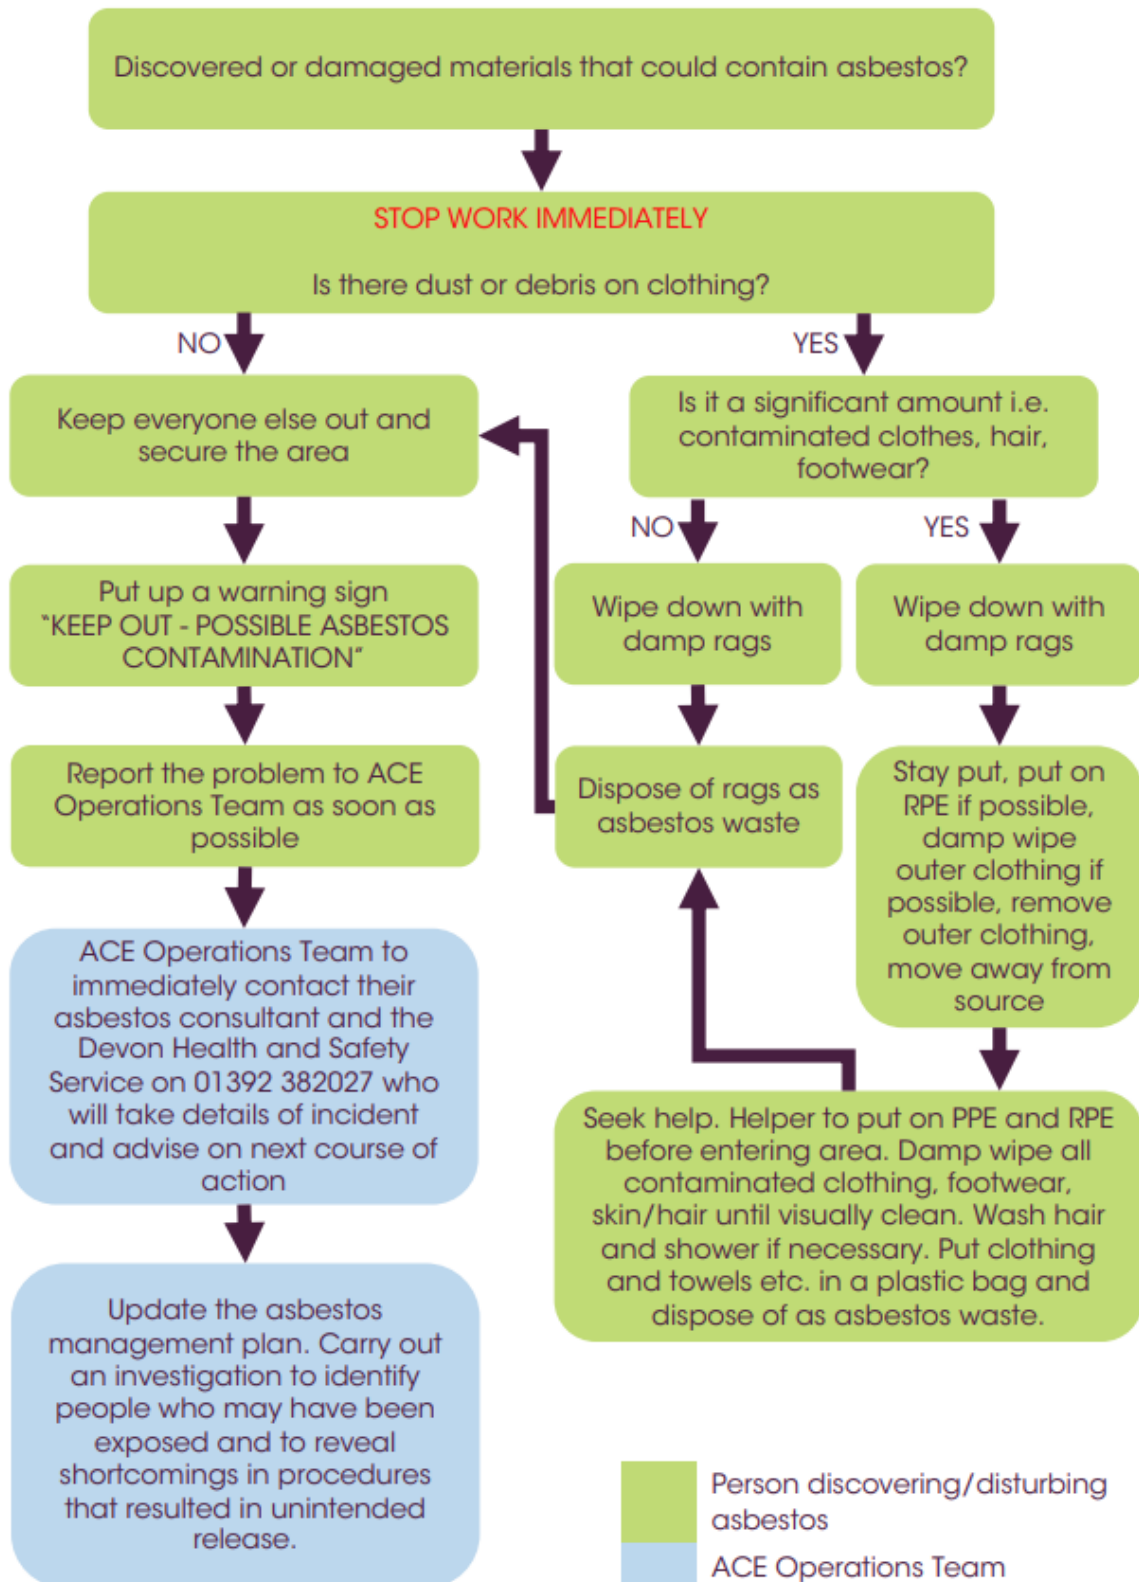 Discovered or damaged materials that could contain asbestos?
STOP WORK IMMEDIATELY
Is there dust or debris on clothing?
NO
YES
Keep everyone else out and
secure the area
Is it a significant amount i.e.
contaminated clothes, hair,
footwear?
NO
YES
Put up a warning sign
“KEEP OUT - POSSIBLE ASBESTOS
CONTAMINATION”
Wipe down with
damp rags
Wipe down with
damp rags
Report the problem to ACE
Operations Team as soon as
possible
Dispose of rags as
asbestos waste
Stay put, put on
RPE if possible,
damp wipe
outer clothing if
possible, remove
outer clothing,
move away from
source
ACE Operations Team to
immediately contact their
asbestos consultant and the
Devon Health and Safety
Service on 01392 382027 who
will take details of incident
and advise on next course of
action
Seek help. Helper to put on PPE and RPE
before entering area. Damp wipe all
contaminated clothing, footwear,
skin/hair until visually clean. Wash hair
and shower if necessary. Put clothing
and towels etc. in a plastic bag and
dispose of as asbestos waste.
Update the asbestos
management plan. Carry out
an investigation to identify
people who may have been
exposed and to reveal
shortcomings in procedures
that resulted in unintended
release.
Person discovering/disturbing
asbestos
ACE Operations Team